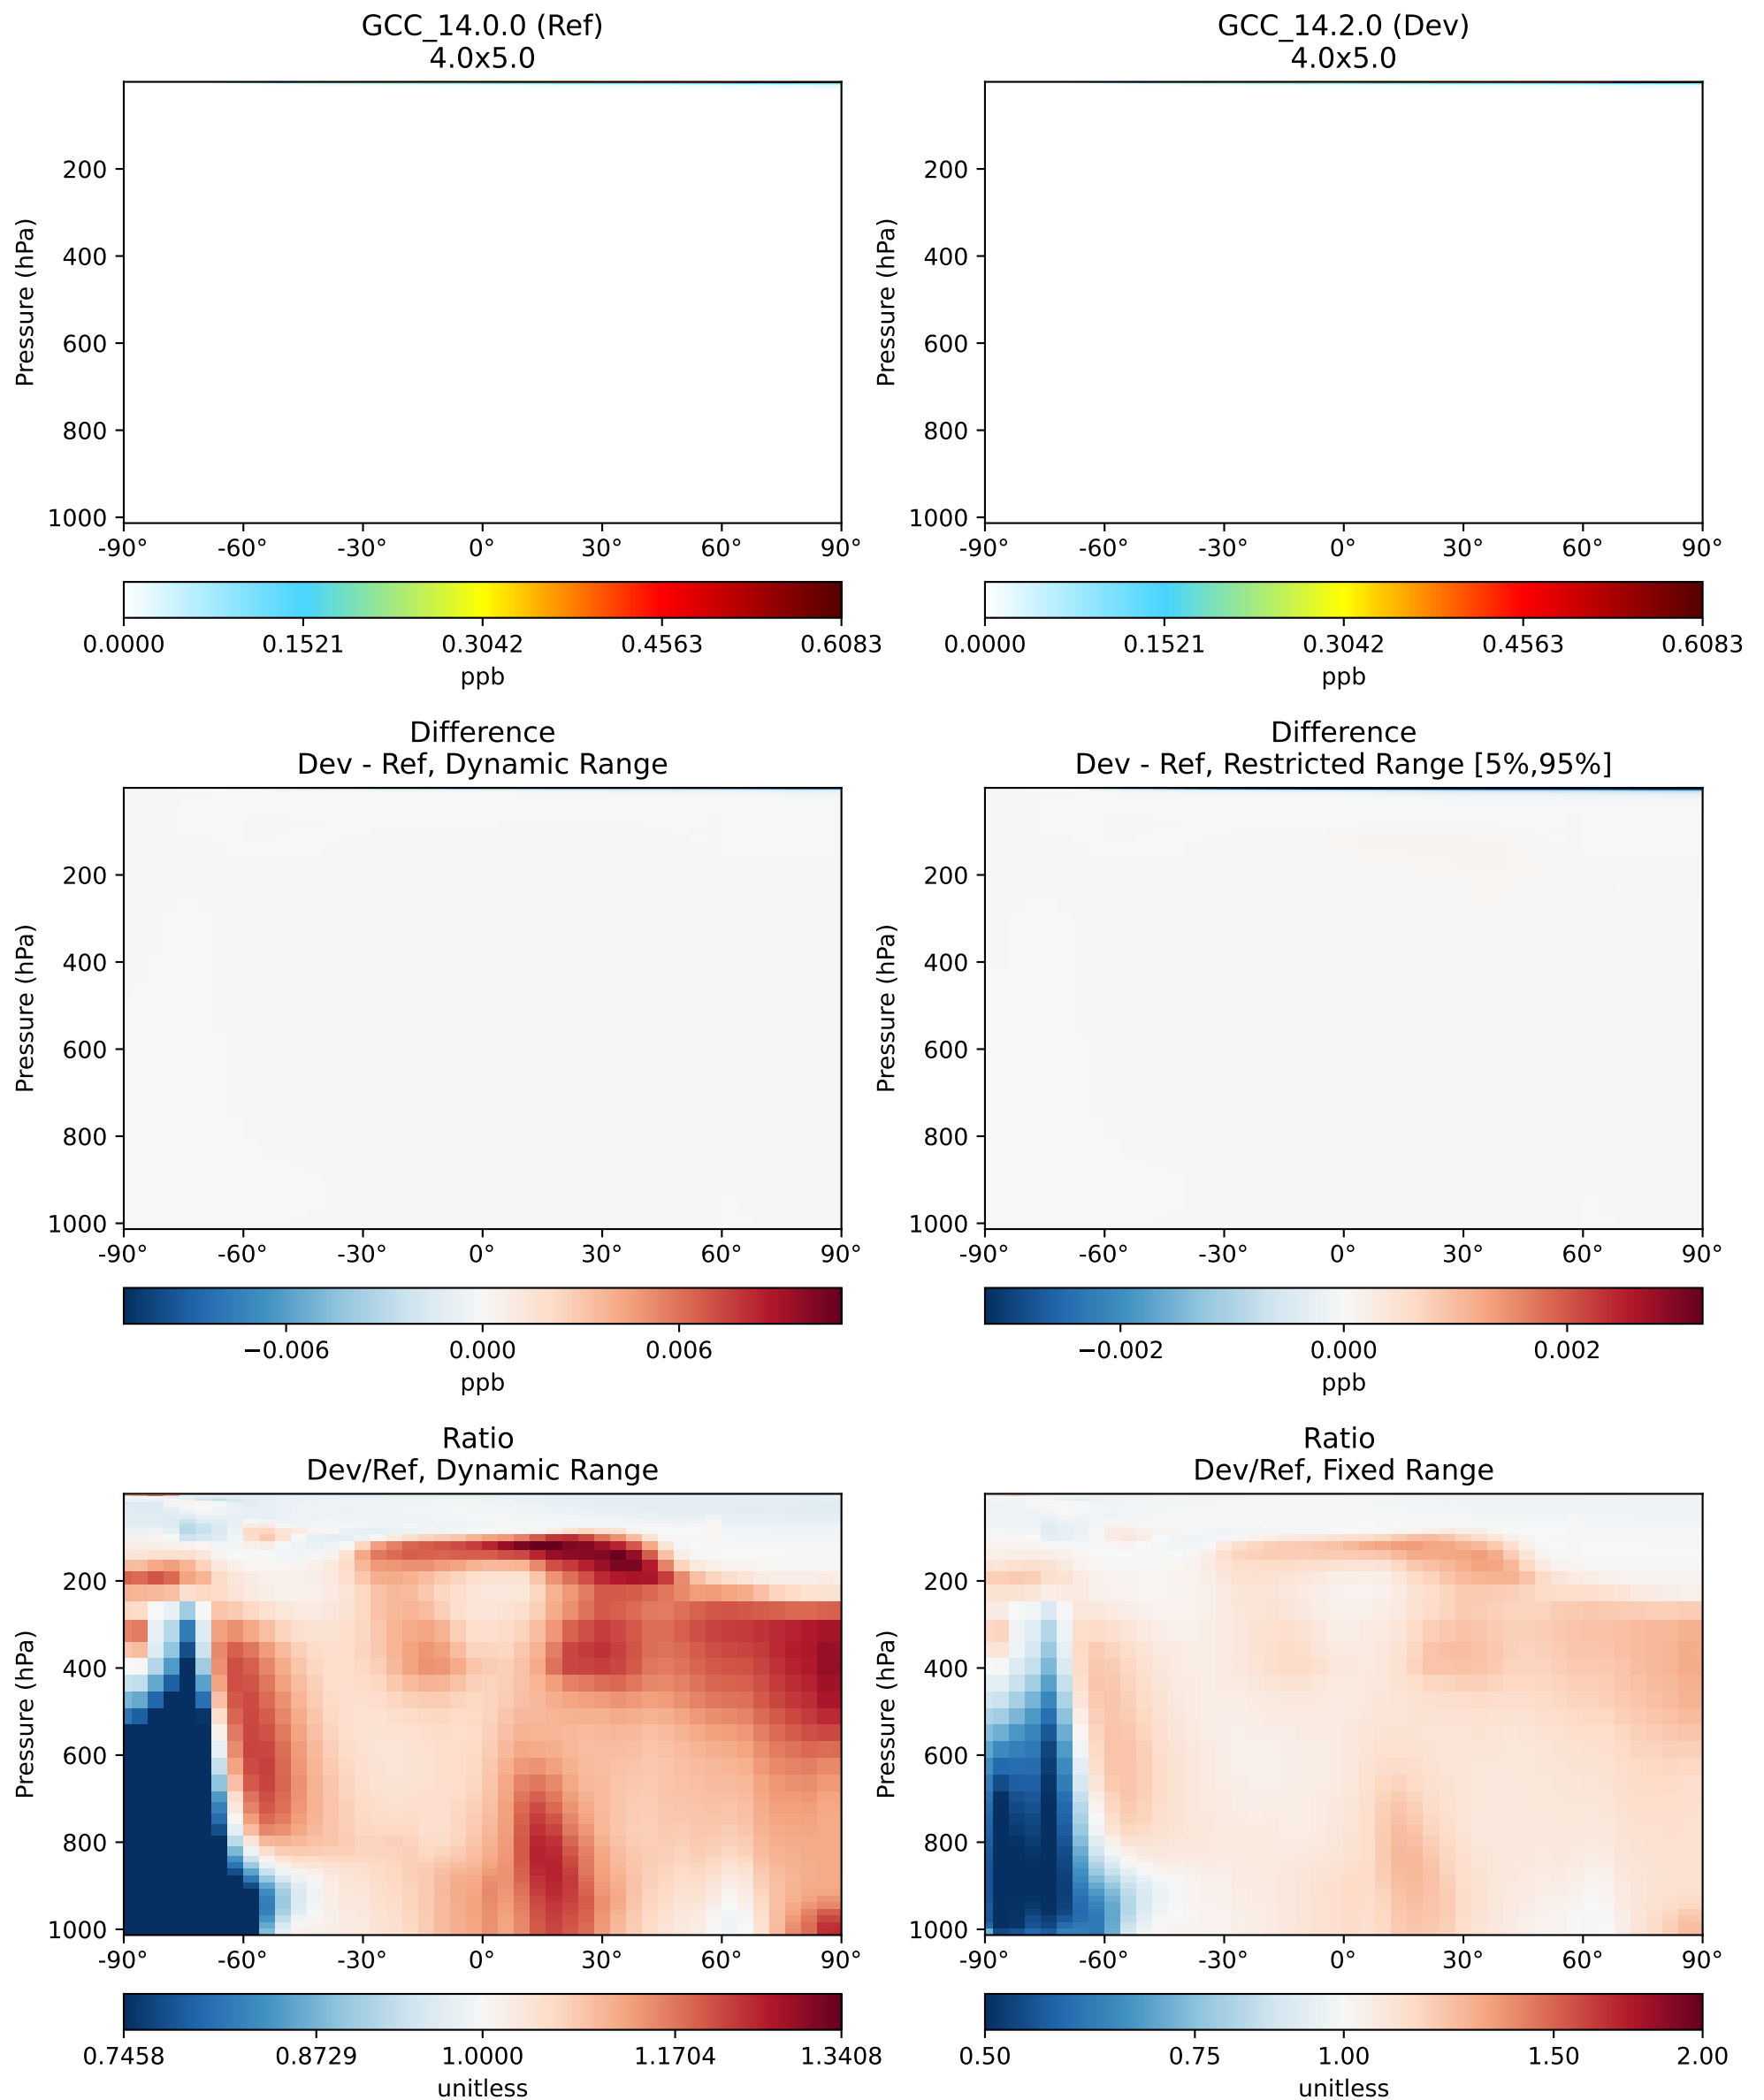 GCC_14.0.0 (Ref)
4.0x5.0
Pressure (hPa)
200
400
600
800
1000
-90° -60° -30° 0° 30° 60° 90°
0.0000 0.1521 0.3042 0.4563 0.6083
ppb
GCC_14.2.0 (Dev)
4.0x5.0
Pressure (hPa)
200
400
600
800
1000
-90° -60° -30° 0° 30° 60° 90°
0.0000 0.1521 0.3042 0.4563 0.6083
ppb
Difference
Dev - Ref, Dynamic Range
Pressure (hPa)
200
400
600
800
1000
-90° -60° -30° 0° 30° 60° 90°
−0.006 0.000 0.006
ppb
Difference
Dev - Ref, Restricted Range [5%,95%]
Pressure (hPa)
200
400
600
800
1000
-90° -60° -30° 0° 30° 60° 90°
−0.002 0.000 0.002
ppb
Ratio
Dev/Ref, Dynamic Range
Pressure (hPa)
200
400
600
800
1000
-90° -60° -30° 0° 30° 60° 90°
0.7458 0.8729 1.0000 1.1704 1.3408
unitless
Ratio
Dev/Ref, Fixed Range
Pressure (hPa)
200
400
600
800
1000
-90° -60° -30° 0° 30° 60° 90°
0.50 0.75 1.00 1.50 2.00
unitless